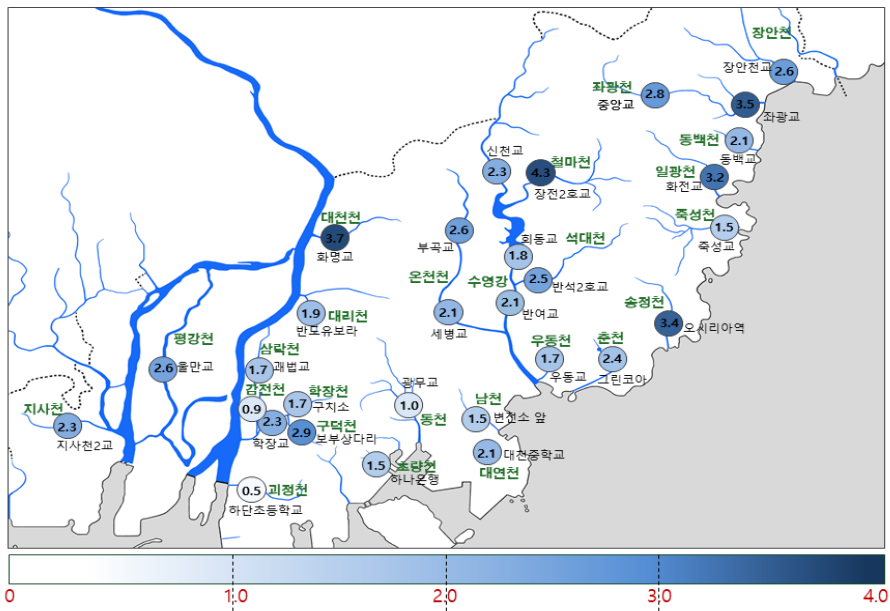 장안천
장안천교
2.6
좌광천
중앙교
2.8
3.5
좌광교
동백천
2.1
동백교
신천교
2.3
철마천
4.3
장전2호교
일광천
화전교
3.2
죽성천
1.5
죽성교
대천천
3.7
화명교
2.6
부곡교
회동교
1.8
석대천
2.5
반석2호교
온천천
수영강
2.1
반여교
1.9
대리천
반도유보라
2.1
세병교
송정천
3.4
오시리아역
평강천
2.6
울만교
삼락천
1.7
괘법교
우동천
1.7
우동교
춘천
2.4
그린코아
지사천
2.3
지사천2교
감전천
0.9
학장천
1.7
구치소
2.3
학장교
구덕천
2.9
보부상다리
광무교
1.0
동천
남천
1.5
변전소 앞
2.1
대천중학교
대연천
1.5
초량천
하나은행
0.5
괴정천
하단초등학교
0
1.0
2.0
3.0
4.0